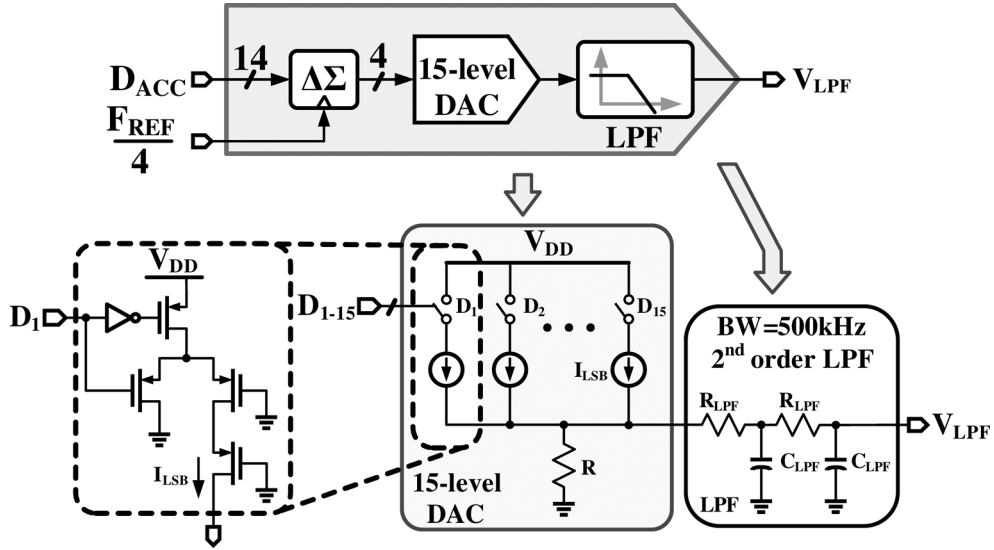 14
4
D_ACC
ΔΣ
15-level
DAC
LPF
V_LPF
F_REF
4
V_DD
D_1
I_LSB
V_DD
D_1-15
D_1
D_2
D_15
I_LSB
R
15-level
DAC
BW=500kHz
2nd order LPF
R_LPF
R_LPF
C_LPF
C_LPF
LPF
V_LPF